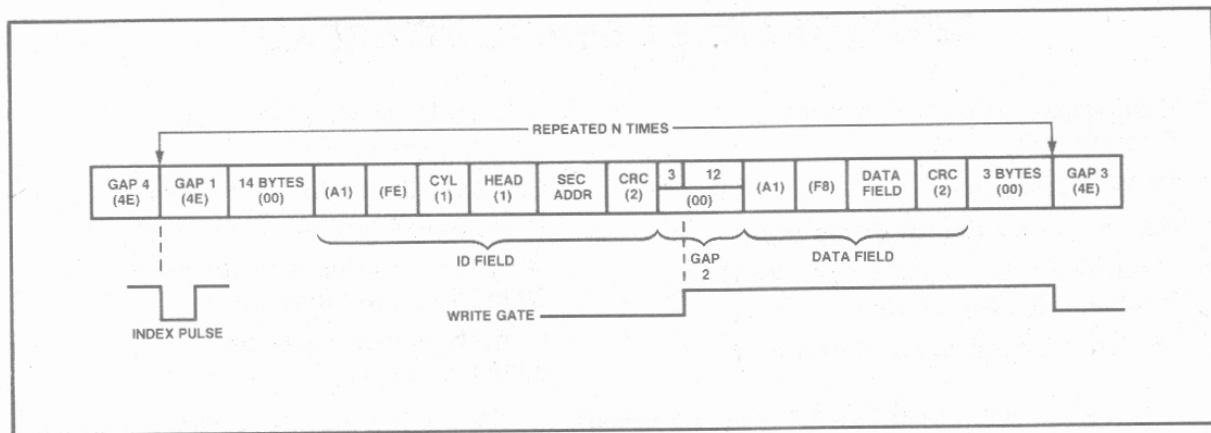 REPEATED N TIMES
GAP 4 (4E)
GAP 1 (4E)
14 BYTES (00)
(A1)
(FE)
CYL (1)
HEAD (1)
SEC ADDR
CRC (2)
3
12
(00)
(A1)
(F8)
DATA FIELD
CRC (2)
3 BYTES (00)
GAP 3 (4E)
ID FIELD
GAP 2
DATA FIELD
WRITE GATE
INDEX PULSE